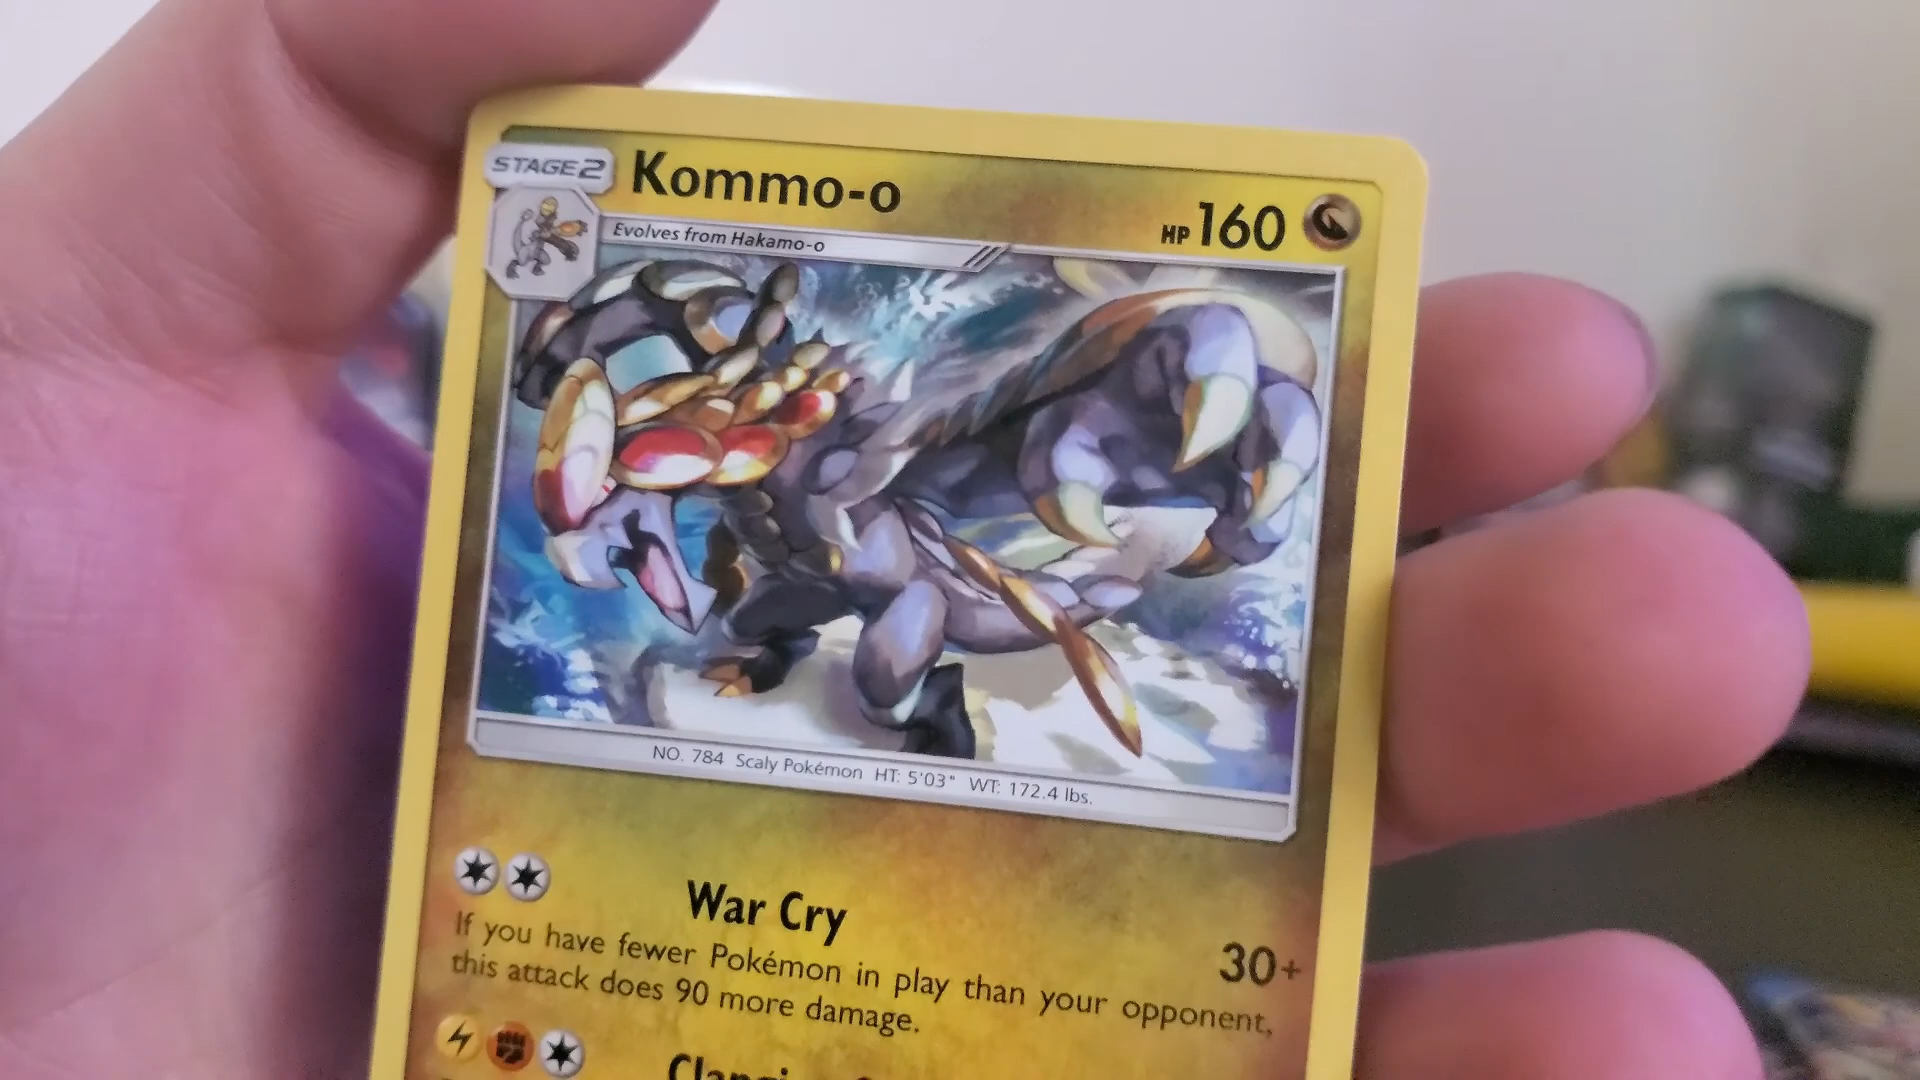 STAGE2
Kommo-o
HP 160
Evolves from Hakamo-o
NO. 784 Scaly Pokémon HT: 5'03" WT: 172.4 lbs.
War Cry
30+
If you have fewer Pokémon in play than your opponent,
this attack does 90 more damage.